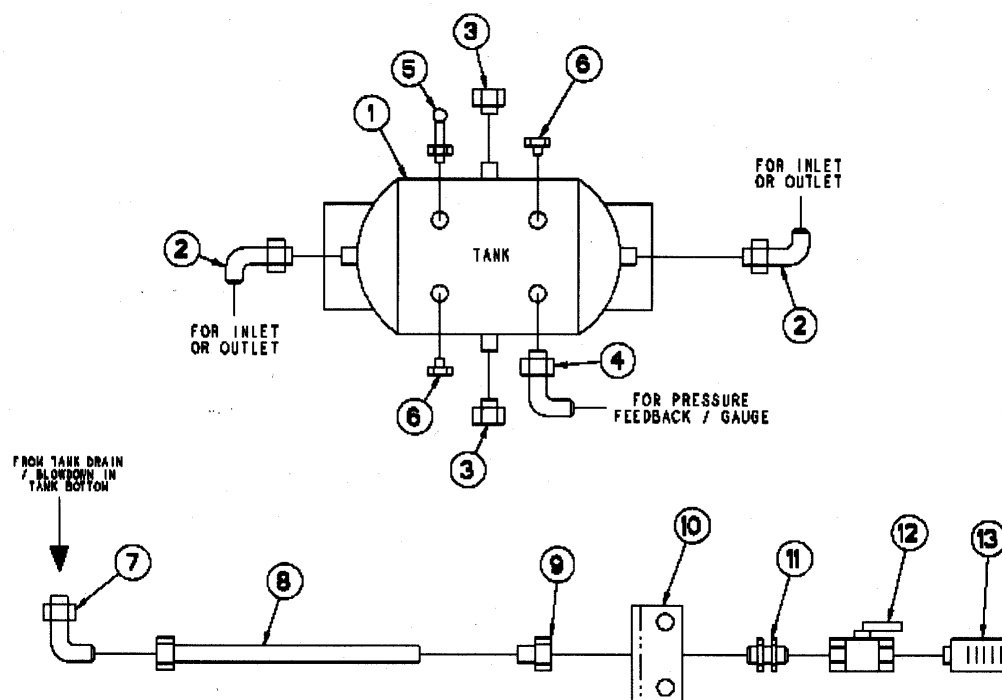 3
5
6
1
FOR INLET
OR OUTLET
2
TANK
FOR INLET
OR OUTLET
2
4
6
FOR PRESSURE
FEEDBACK / GAUGE
3
FROM TANK DRAIN
/ BLOWDOWN IN
TANK BOTTOM
7
8
9
10
11
12
13